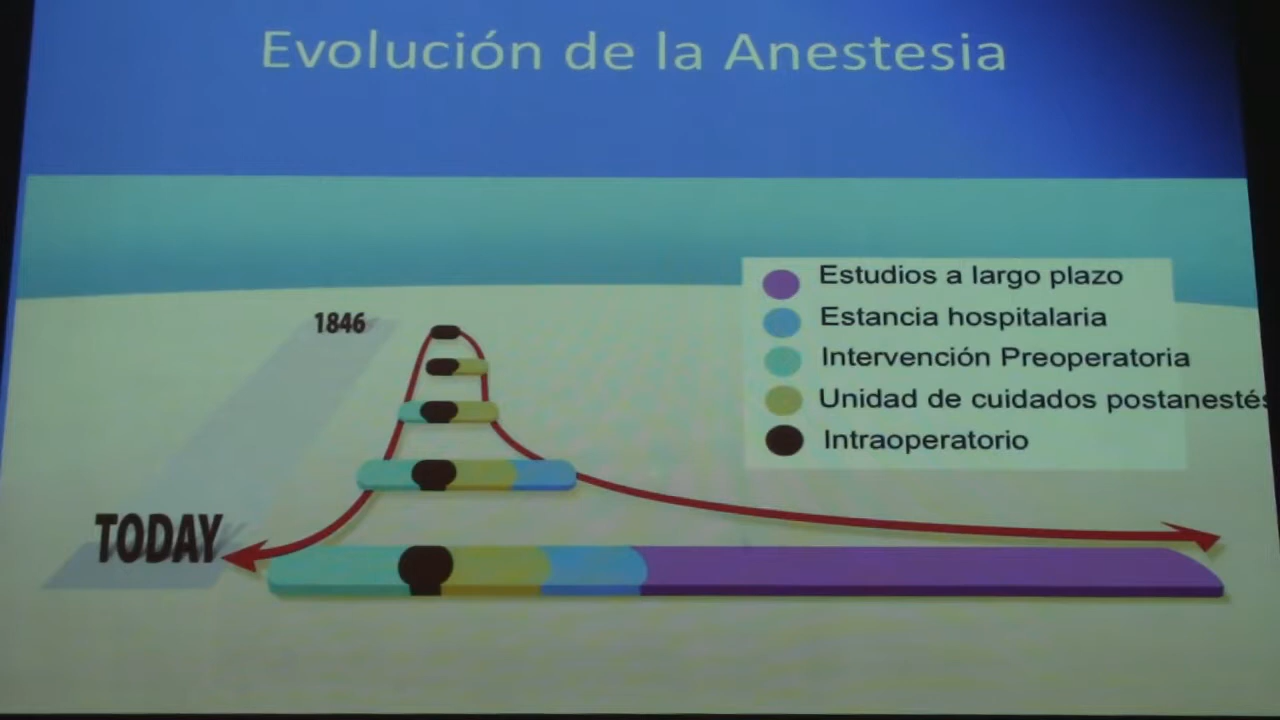 Evolución de la Anestesia
1846
TODAY
Estudios a largo plazo
Estancia hospitalaria
Intervención Preoperatoria
Unidad de cuidados postanestés
Intraoperatorio